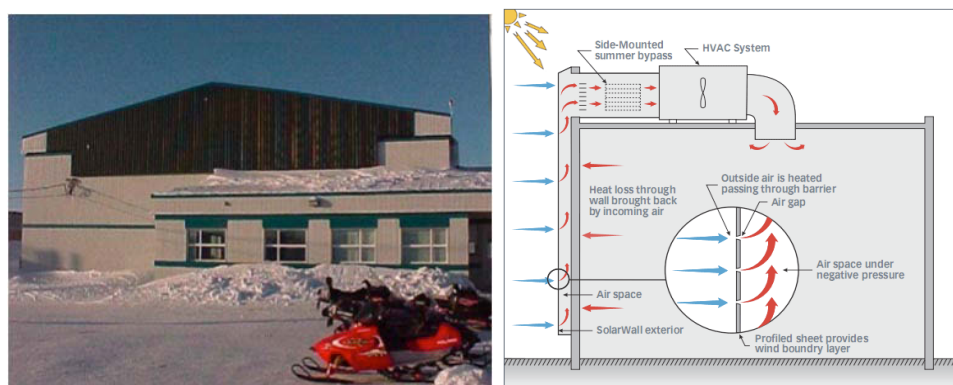 Side-Mounted
summer bypass
HVAC System
Heat loss through
wall brought back
by incoming air
Outside air is heated
passing through barrier
Air gap
Air space under
negative pressure
Air space
SolarWall exterior
Profiled sheet provides
wind boundry layer